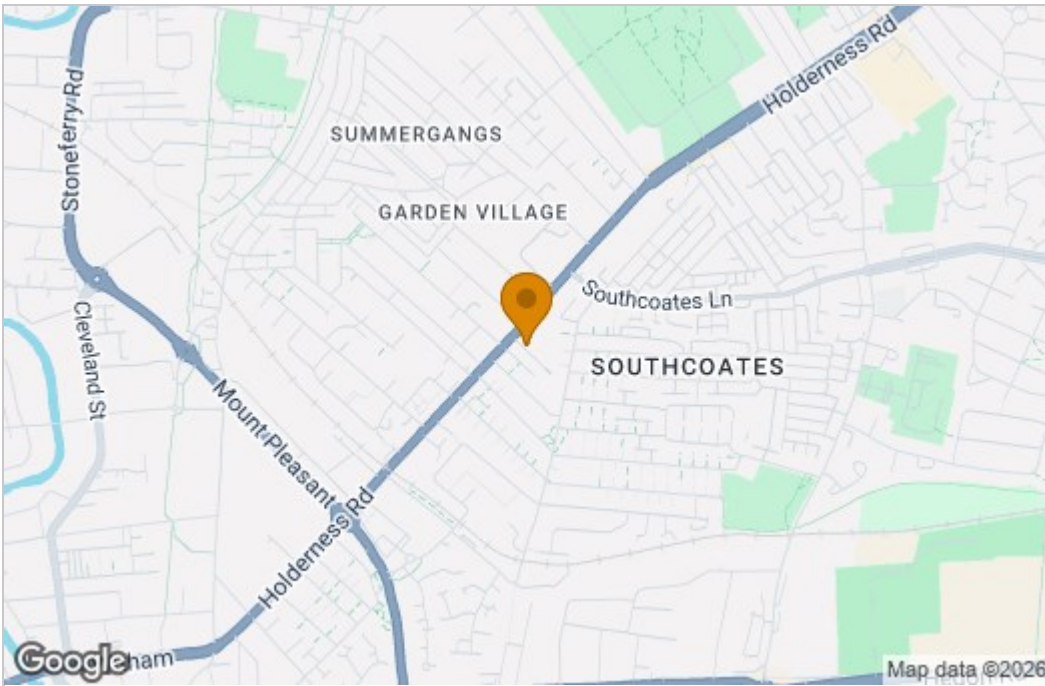 Holderness Rd
Stoneferry Rd
SUMMERGANGS
GARDEN VILLAGE
Southcoates Ln
SOUTHCOATES
Cleveland St
Mount Pleasant
Holderness Rd
Google
ham
Map data ©2026